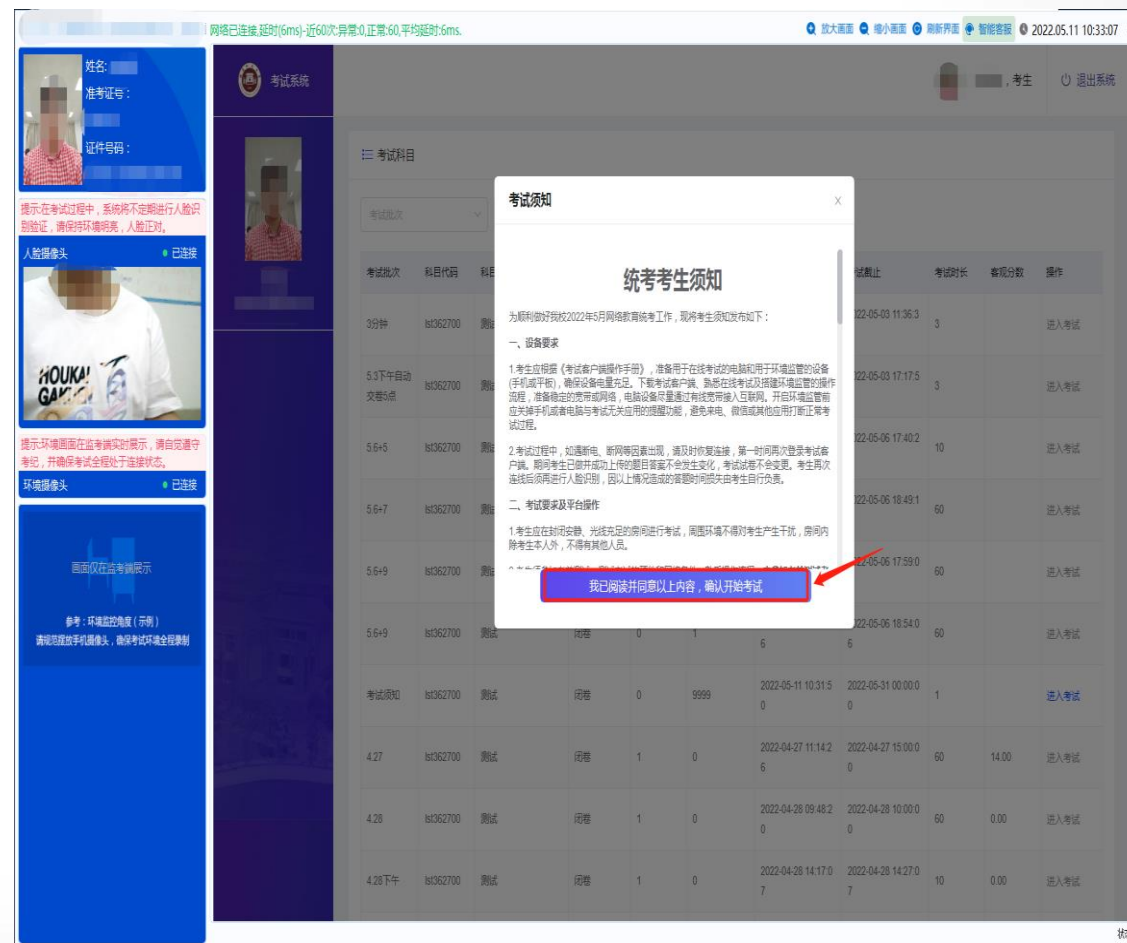 网络已连接,延时(6ms)-近60次:异常:0,正常:60,平均延时:6ms.
放大画面 缩小画面 刷新界面 智能客服 2022.05.11 10:33:07
姓名:
准考证号：
证件号码：
提示:在考试过程中，系统将不定期进行人脸识
别验证，请保持环境明亮，人脸正对。
人脸摄像头 已连接
HOUKAI
提示:环境画面在监考端实时展示，请自觉遵守
考纪，并确保考试全程处于连接状态。
环境摄像头 已连接
画面仅在监考端展示
参考：环境监控角度（示例）
请规范摆放手机摄像头，确保考试环境全程录制
考试系统
，考生 退出系统
考试科目
考试批次
考试批次 科目代码 考试时长 客观分数 操作
3分钟 lst362700 022-05-03 11:36:3 3 进入考试
5.3下午自动
交卷5点 lst362700 022-05-03 17:17:5 3 进入考试
5.6+5 lst362700 022-05-06 17:40:2 10 进入考试
5.6+7 lst362700 022-05-06 18:49:1 60 进入考试
5.6+9 lst362700 022-05-06 17:59:0 60 进入考试
5.6+9 lst362700 测试 闭卷 0 1 6 022-05-06 18:54:0 6 60 进入考试
考试须知 lst362700 测试 闭卷 0 9999 2022-05-11 10:31:5 2022-05-31 00:00:0 1 进入考试
0 0
4.27 lst362700 测试 闭卷 1 0 2022-04-27 11:14:2 2022-04-27 15:00:0 60 14.00 进入考试
6 0
4.28 lst362700 测试 闭卷 1 0 2022-04-28 09:48:2 2022-04-28 10:00:0 60 0.00 进入考试
0 0
4.28下午 lst362700 测试 闭卷 1 0 2022-04-28 14:17:0 2022-04-28 14:27:0 10 0.00 进入考试
7 7
考试须知 x
统考考生须知
为顺利做好我校2022年5月网络教育统考工作，现将考生须知发布如下：
一、设备要求
1.考生应根据《考试客户端操作手册》，准备用于在线考试的电脑和用于环境监管的设备
(手机或平板)，确保设备电量充足。下载考试客户端、熟悉在线考试及搭建环境监管的操作
流程，准备稳定的宽带或网络，电脑设备尽量通过有线宽带接入互联网。开启环境监管前
应关掉手机或者电脑与考试无关应用的提醒功能，避免来电、微信或其他应用打断正常考
试过程。
2.考试过程中，如遇断电、断网等因素出现，请及时恢复连接，第一时间再次登录考试客
户端。期间考生已做并成功上传的题目答案不会发生变化，考试试卷不会变更。考生再次
连线后须再进行人脸识别，因以上情况造成的答题时间损失由考生自行负责。
二、考试要求及平台操作
1.考生应在封闭安静、光线充足的房间进行考试，周围环境不得对考生产生干扰，房间内
除考生本人外，不得有其他人员。
我已阅读并同意以上内容，确认开始考试